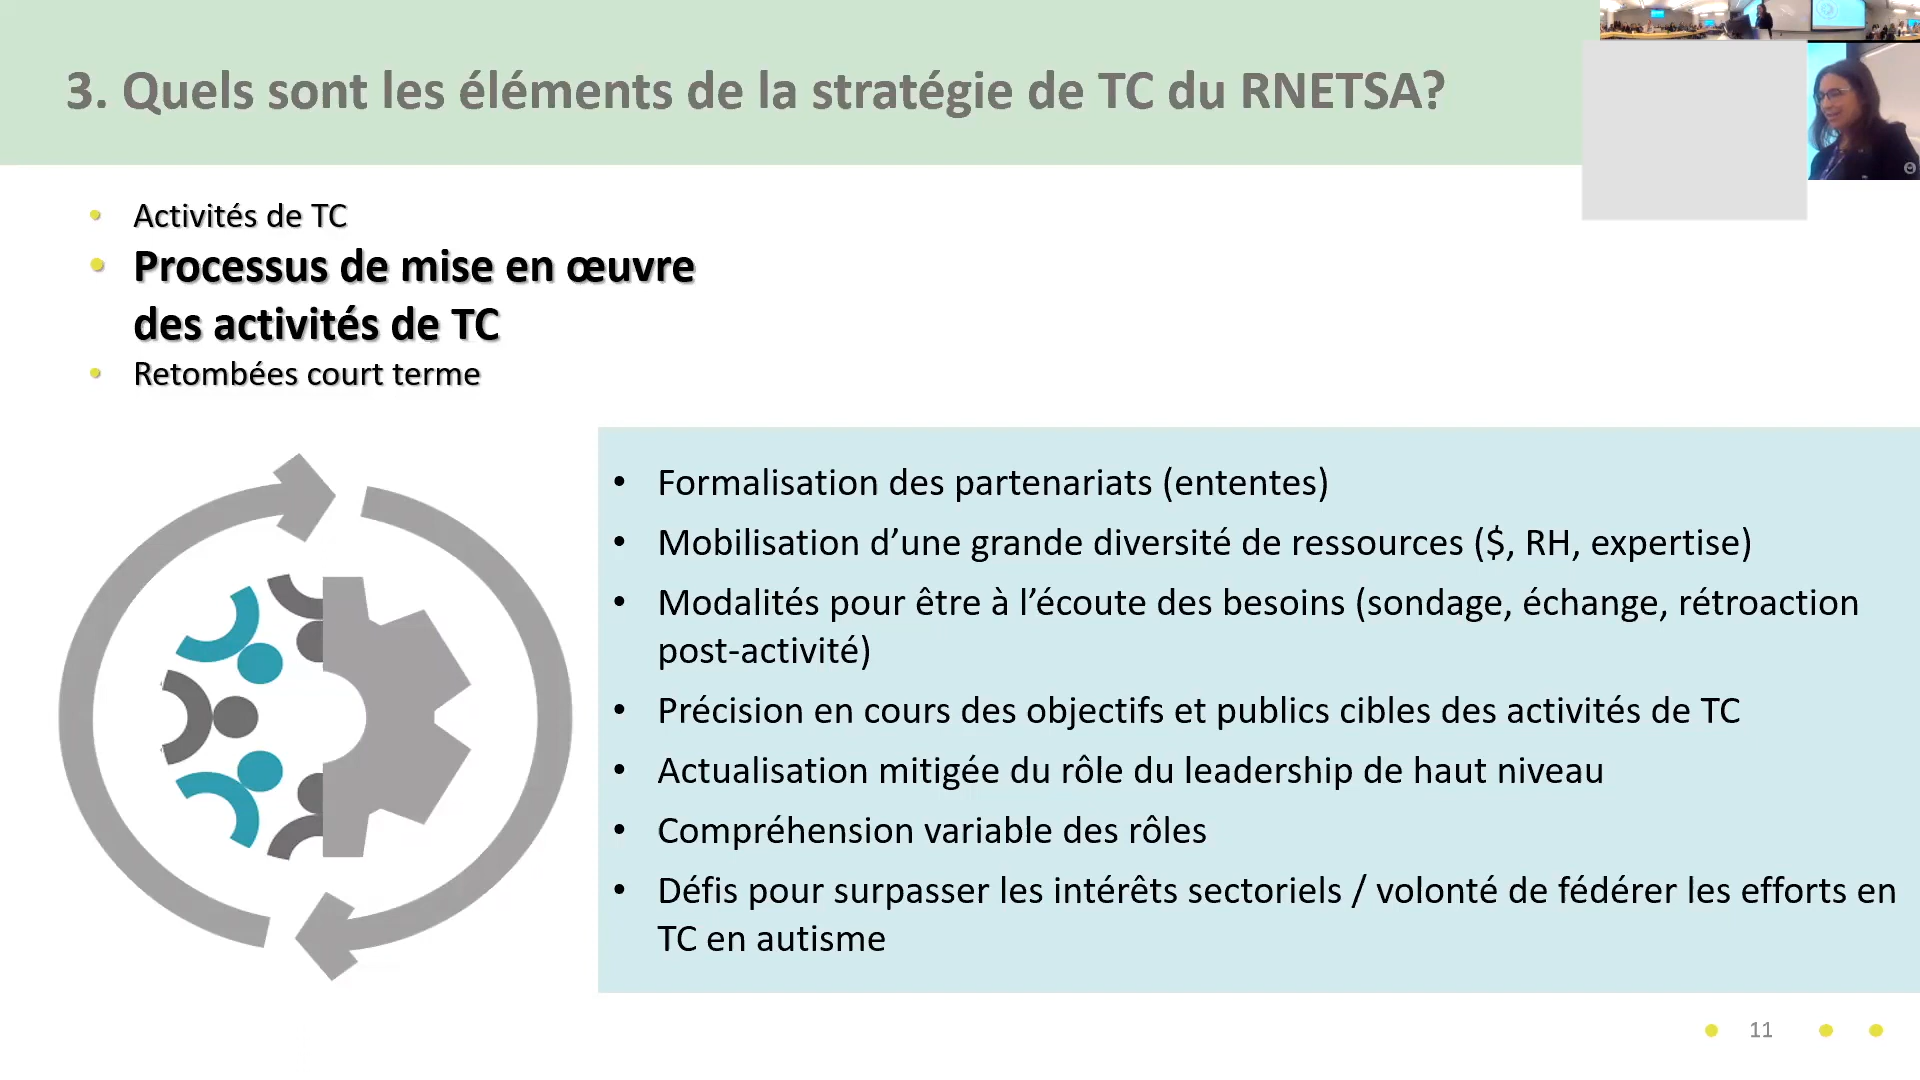 3. Quels sont les éléments de la stratégie de TC du RNETSA?
• Activités de TC
• Processus de mise en œuvre
des activités de TC
• Retombées court terme
• Formalisation des partenariats (ententes)
• Mobilisation d’une grande diversité de ressources ($, RH, expertise)
• Modalités pour être à l’écoute des besoins (sondage, échange, rétroaction
post-activité)
• Précision en cours des objectifs et publics cibles des activités de TC
• Actualisation mitigée du rôle du leadership de haut niveau
• Compréhension variable des rôles
• Défis pour surpasser les intérêts sectoriels / volonté de fédérer les efforts en
TC en autisme
11